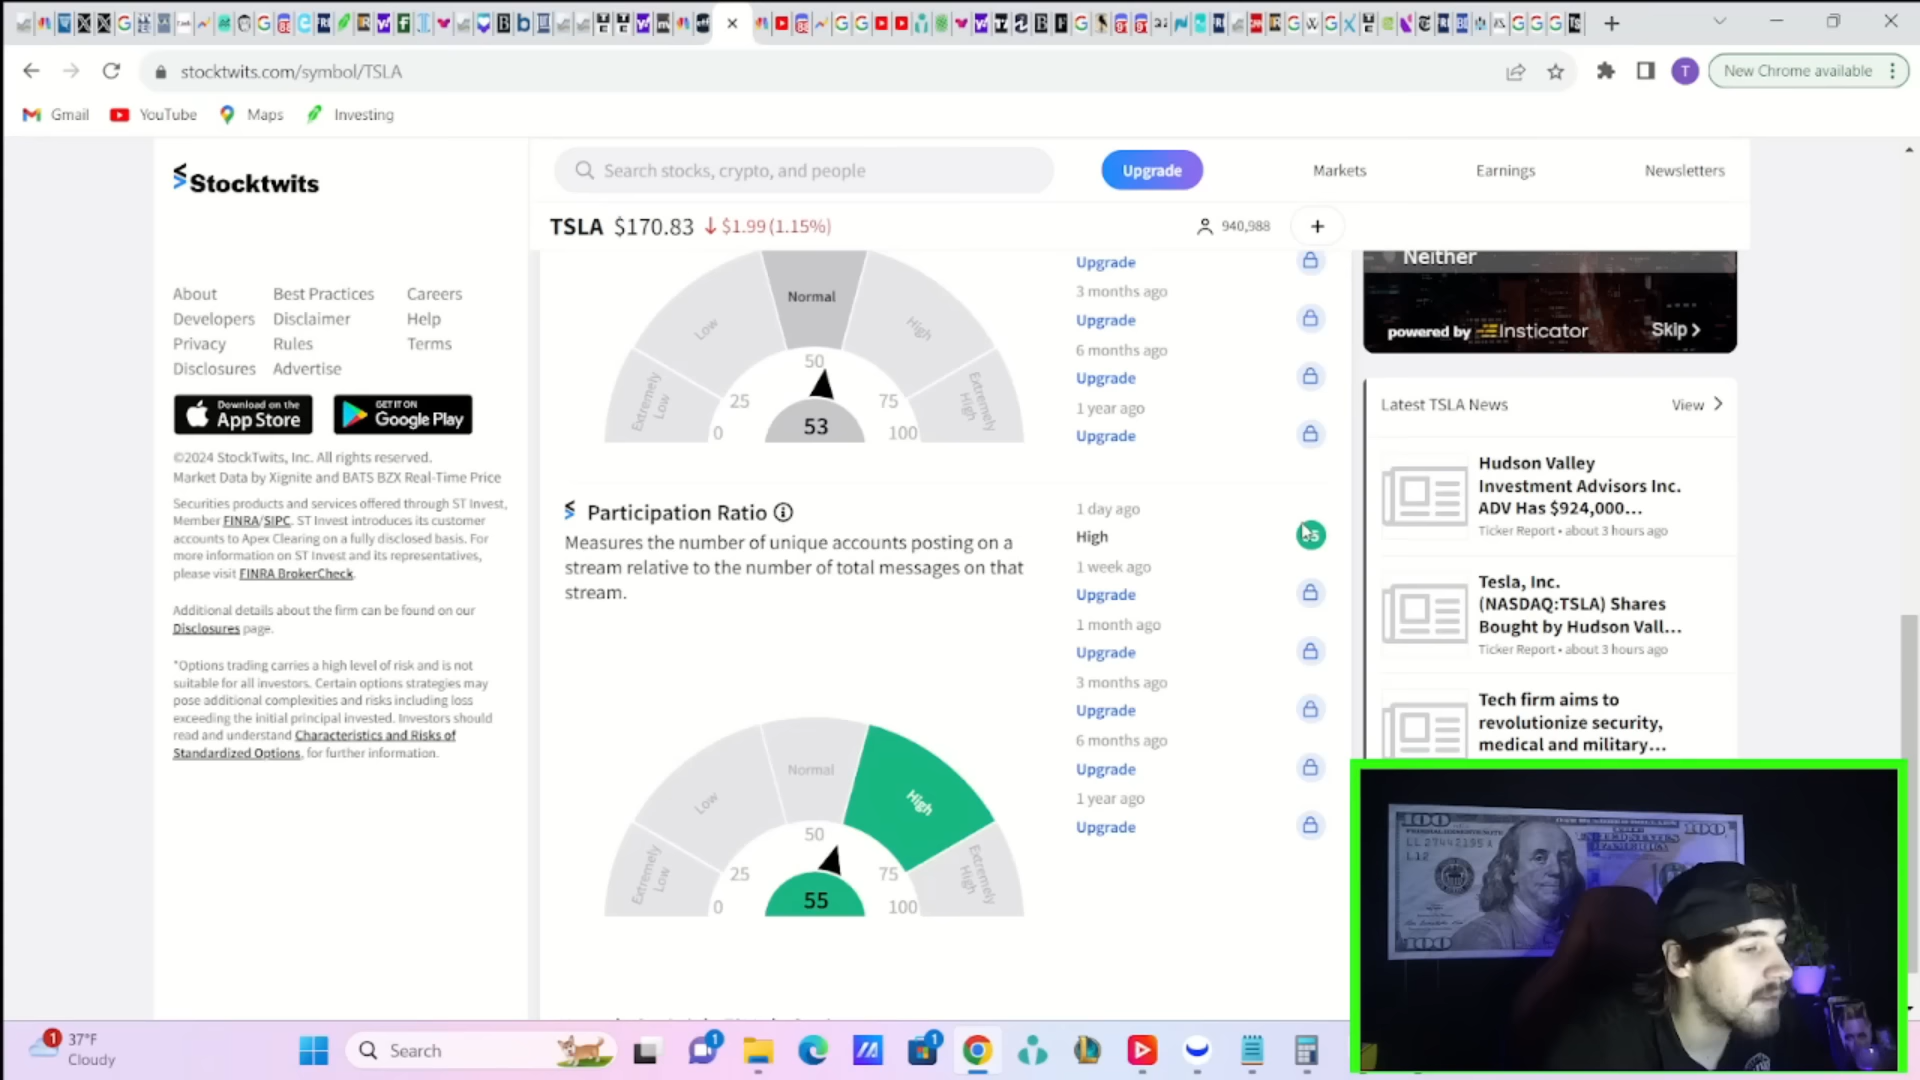 stocktwits.com/symbol/TSLA
New Chrome available
T
Gmail
YouTube
Maps
Investing
Stocktwits
Search stocks, crypto, and people
Upgrade
Markets
Earnings
Newsletters
TSLA $170.83 ↓ $1.99 (1.15%)
940,988
+
About Best Practices Careers
Developers Disclaimer Help
Privacy Rules Terms
Disclosures Advertise
Download on the
App Store
GET IT ON
Google Play
©2024 StockTwits, Inc. All rights reserved.
Market Data by Xignite and BATS BZX Real-Time Price
Securities products and services offered through ST Invest,
Member FINRA/SIPC. ST Invest introduces its customer
accounts to Apex Clearing on a fully disclosed basis. For
more information on ST Invest and its representatives,
please visit FINRA BrokerCheck.
Additional details about the firm can be found on our
Disclosures page.
*Options trading carries a high level of risk and is not
suitable for all investors. Certain options strategies may
pose additional complexities and risks including loss
exceeding the initial principal invested. Investors should
read and understand Characteristics and Risks of
Standardized Options, for further information.
Extremely Low
Low
Normal
High
Extremely High
0
25
50
75
100
53
Upgrade
3 months ago
Upgrade
6 months ago
Upgrade
1 year ago
Upgrade
Participation Ratio
Measures the number of unique accounts posting on a
stream relative to the number of total messages on that
stream.
Extremely Low
Low
Normal
High
Extremely High
0
25
50
75
100
55
1 day ago
High
1 week ago
Upgrade
1 month ago
Upgrade
3 months ago
Upgrade
6 months ago
Upgrade
1 year ago
Upgrade
Neither
powered by Insticator
Skip >
Latest TSLA News
View >
Hudson Valley
Investment Advisors Inc.
ADV Has $924,000...
Ticker Report • about 3 hours ago
Tesla, Inc.
(NASDAQ:TSLA) Shares
Bought by Hudson Vall...
Ticker Report • about 3 hours ago
Tech firm aims to
revolutionize security,
medical and military...
100
100
100
1
37°F
Cloudy
Search
1
1